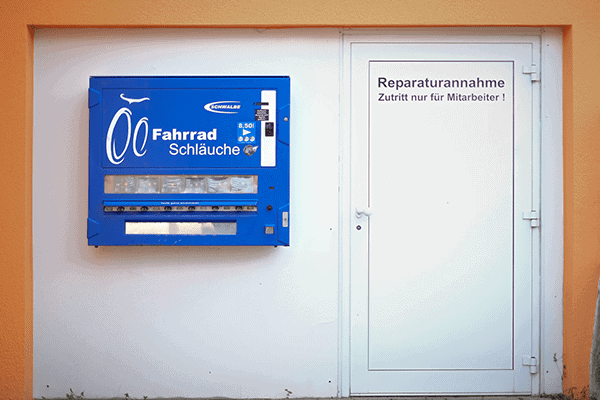 SCHWALBE
8,50
Fahrrad
Schläuche
Reparaturannahme
Zutritt nur für Mitarbeiter !